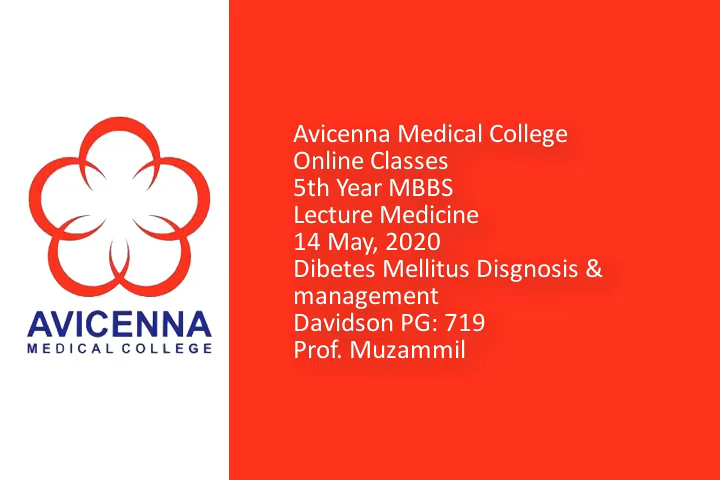 AVICENNA
MEDICAL COLLEGE
Avicenna Medical College
Online Classes
5th Year MBBS
Lecture Medicine
14 May, 2020
Dibetes Mellitus Disgnosis &
management
Davidson PG: 719
Prof. Muzammil